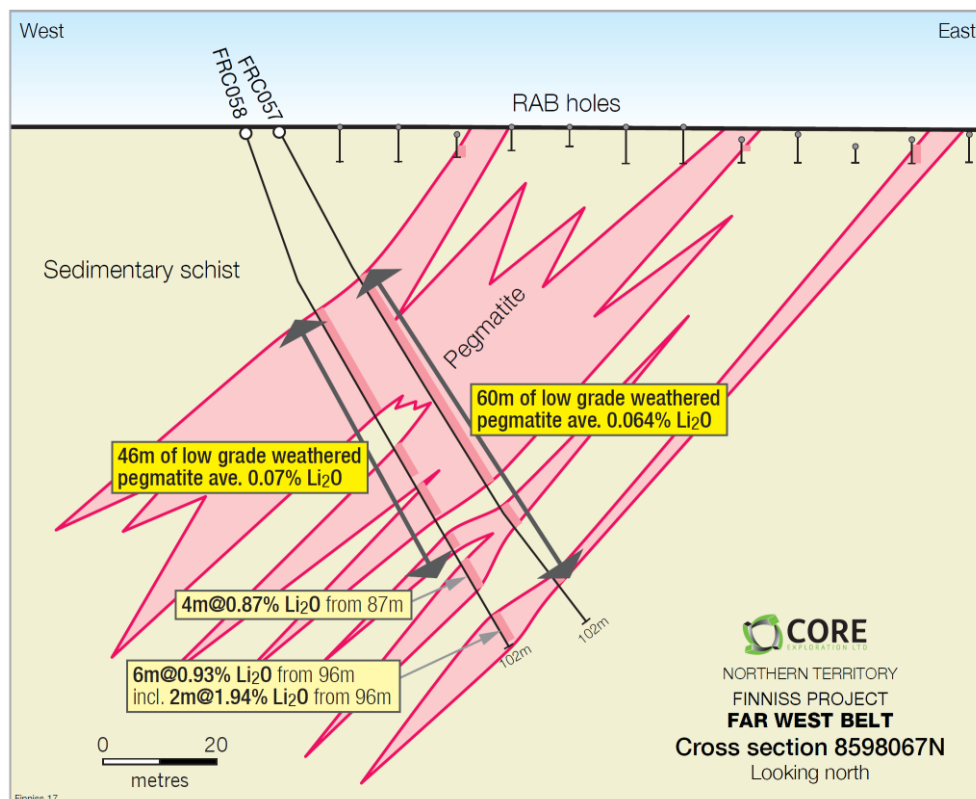 West
East
FRC058
FRC057
RAB holes
Sedimentary schist
Pegmatite
60m of low grade weathered
pegmatite ave. 0.064% Li2O
46m of low grade weathered
pegmatite ave. 0.07% Li2O
4m@0.87% Li2O from 87m
102m
102m
6m@0.93% Li2O from 96m
incl. 2m@1.94% Li2O from 96m
CORE
EXPLORATION LTD
NORTHERN TERRITORY
FINNISS PROJECT
FAR WEST BELT
Cross section 8598067N
Looking north
0 20
metres
Finniss 17